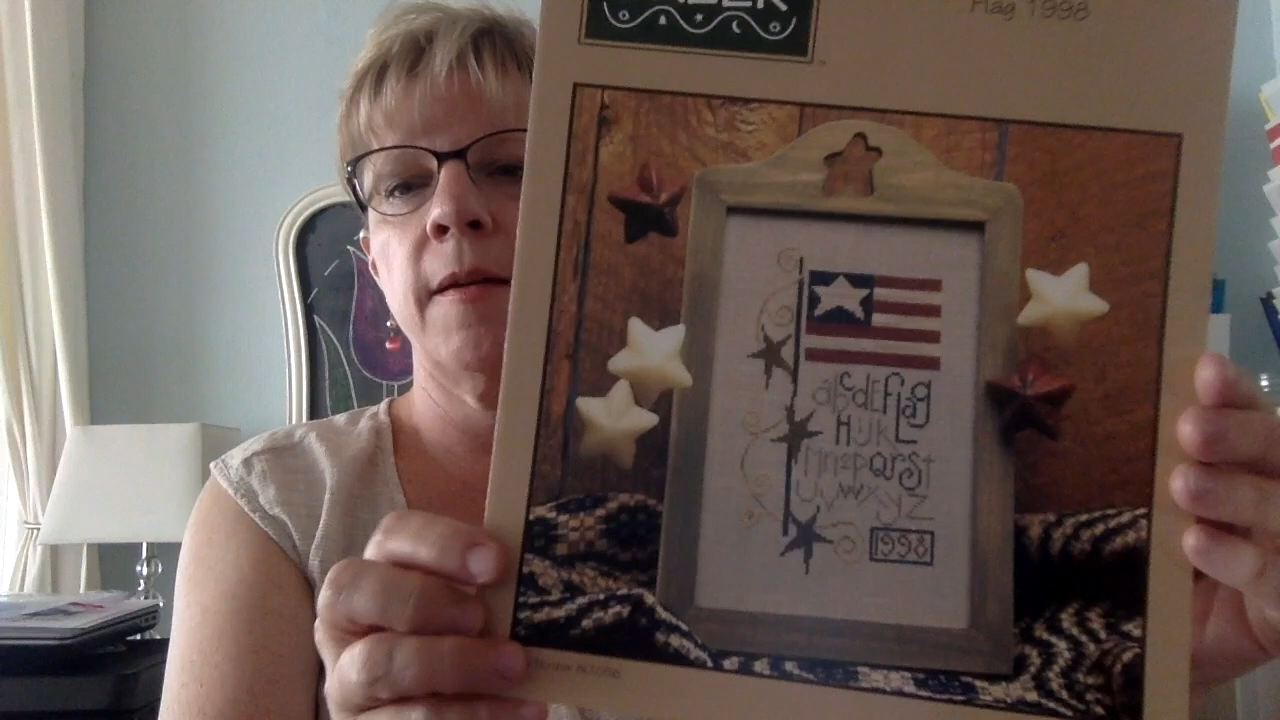 Flag 1998
abcdEFlag
HIJKL
MnopQrst
UVWXYZ
1998